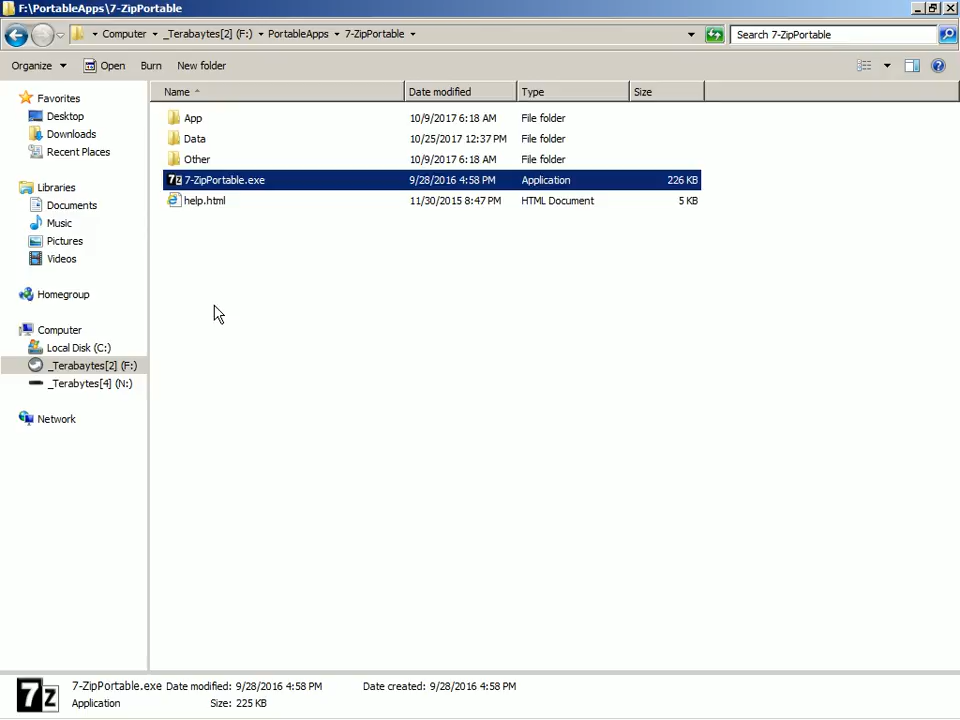 F:\PortableApps\7-ZipPortable
Computer _Terabaytes[2] (F:) PortableApps 7-ZipPortable
Search 7-ZipPortable
Organize Open Burn New folder
Name Date modified Type Size
Favorites
Desktop
Downloads
Recent Places
Libraries
Documents
Music
Pictures
Videos
Homegroup
Computer
Local Disk (C:)
_Terabaytes[2] (F:)
_Terabytes[4] (N:)
Network
App 10/9/2017 6:18 AM File folder
Data 10/25/2017 12:37 PM File folder
Other 10/9/2017 6:18 AM File folder
7z 7-ZipPortable.exe 9/28/2016 4:58 PM Application 226 KB
help.html 11/30/2015 8:47 PM HTML Document 5 KB
7z
7-ZipPortable.exe Date modified: 9/28/2016 4:58 PM Date created: 9/28/2016 4:58 PM
Application Size: 225 KB